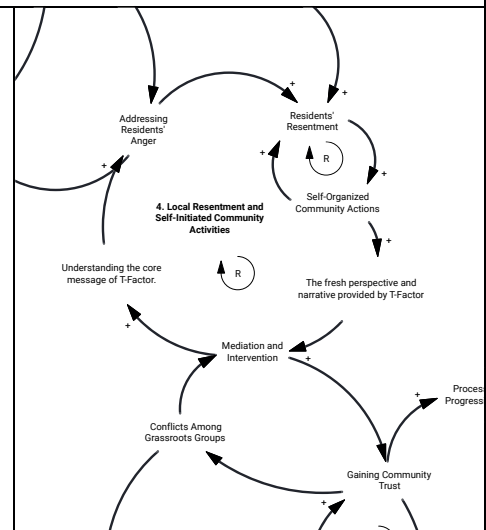 +
+
Addressing
Residents'
Anger
Residents'
Resentment
+
+
R
+
Self-Organized
Community Actions
4. Local Resentment and
Self-Initiated Community
Activities
+
Understanding the core
message of T-Factor.
R
The fresh perspective and
narrative provided by T-Factor
+
Mediation and
Intervention
+
Process
Progress
+
Conflicts Among
Grassroots Groups
Gaining Community
Trust
+